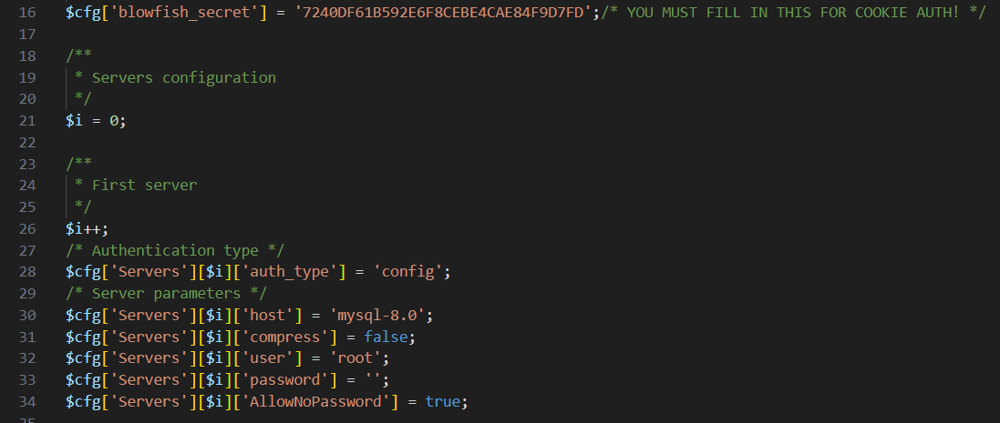 16 $cfg['blowfish_secret'] = '7240DF61B592E6F8CEBE4CAE84F9D7FD';/* YOU MUST FILL IN THIS FOR COOKIE AUTH! */
17
18 /**
19  * Servers configuration
20  */
21 $i = 0;
22
23 /**
24  * First server
25  */
26 $i++;
27 /* Authentication type */
28 $cfg['Servers'][$i]['auth_type'] = 'config';
29 /* Server parameters */
30 $cfg['Servers'][$i]['host'] = 'mysql-8.0';
31 $cfg['Servers'][$i]['compress'] = false;
32 $cfg['Servers'][$i]['user'] = 'root';
33 $cfg['Servers'][$i]['password'] = '';
34 $cfg['Servers'][$i]['AllowNoPassword'] = true;